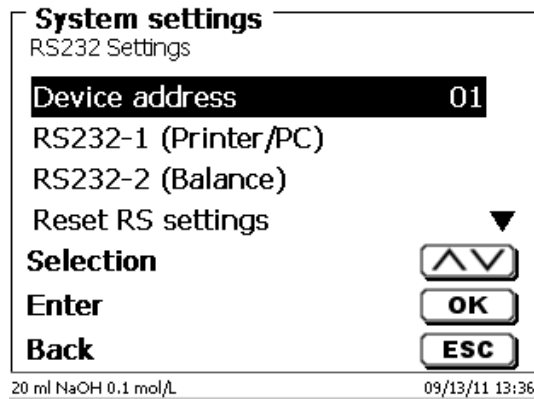 System settings
RS232 Settings
Device address 01
RS232-1 (Printer/PC)
RS232-2 (Balance)
Reset RS settings
Selection
Enter OK
Back ESC
20 ml NaOH 0.1 mol/L 09/13/11 13:36